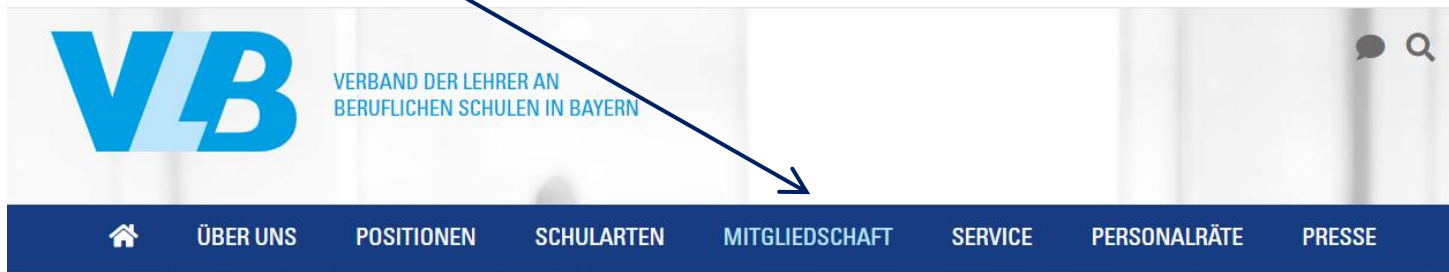 VLB
VERBAND DER LEHRER AN
BERUFLICHEN SCHULEN IN BAYERN
ÜBER UNS POSITIONEN SCHULARTEN MITGLIEDSCHAFT SERVICE PERSONALRÄTE PRESSE